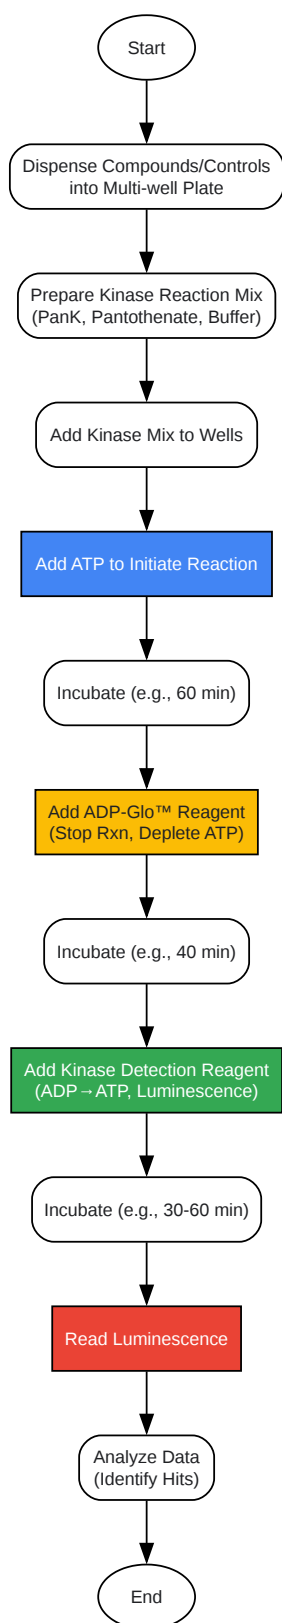 Start
Dispense Compounds/Controls
into Multi-well Plate
Prepare Kinase Reaction Mix
(PanK, Pantothenate, Buffer)
Add Kinase Mix to Wells
Add ATP to Initiate Reaction
Incubate (e.g., 60 min)
Add ADP-Glo™ Reagent
(Stop Rxn, Deplete ATP)
Incubate (e.g., 40 min)
Add Kinase Detection Reagent
(ADP→ATP, Luminescence)
Incubate (e.g., 30-60 min)
Read Luminescence
Analyze Data
(Identify Hits)
End